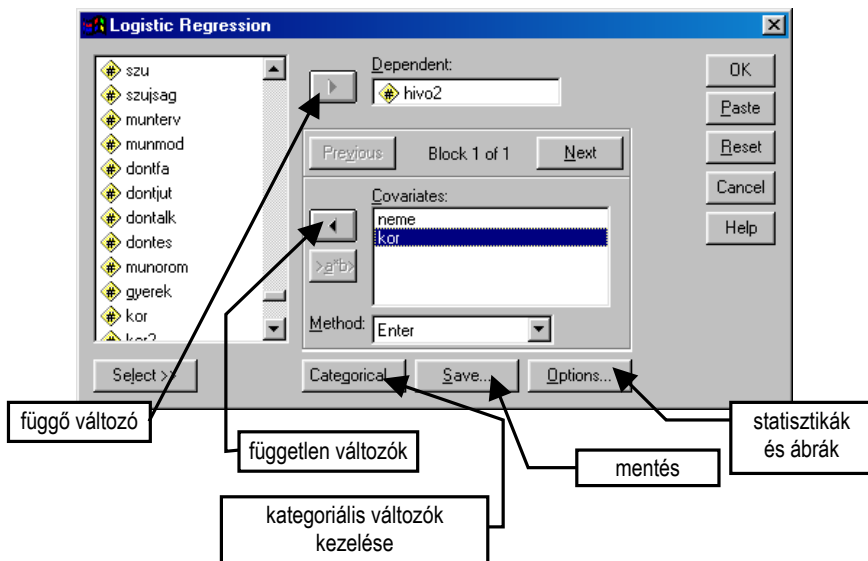 Logistic Regression
szu
szujsag
munterv
munmod
dontfa
dontjut
dontalk
dontes
munorom
gyerek
kor
kor2
Select >>
Dependent:
hivo2
Previous
Block 1 of 1
Next
Covariates:
neme
kor
>a*b>
Method:
Enter
Categorical...
Save...
Options...
OK
Paste
Reset
Cancel
Help
függő változó
független változók
kategoriális változók
kezelése
mentés
statisztikák
és ábrák